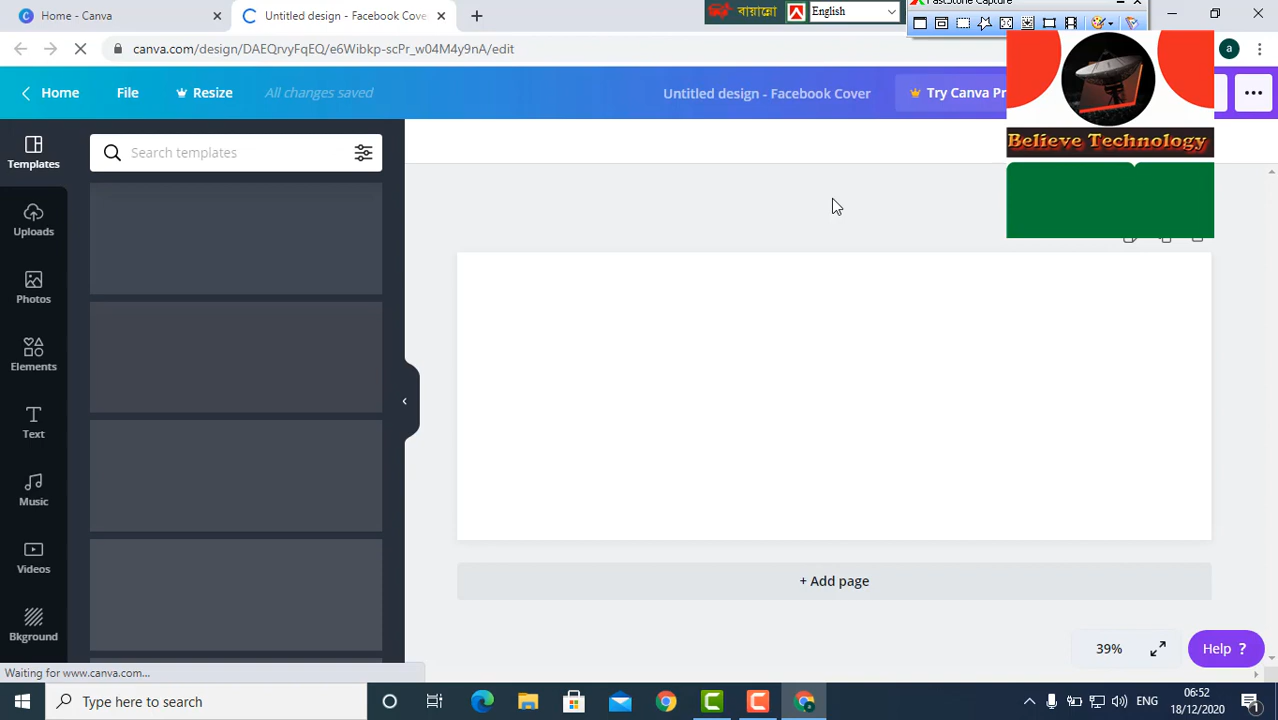 Home - Canva
Untitled design - Facebook Cover
বায়ান্নো
English
FastStone Capture
canva.com/design/DAEQrvyFqEQ/e6Wibkp-scPr_w04M4y9nA/edit
a
Home
File
Resize
All changes saved
Untitled design - Facebook Cover
Try Canva Pr
Believe Technology
Templates
Search templates
Uploads
Photos
Elements
Text
Music
Videos
Bkground
+ Add page
39%
Help ?
Waiting for www.canva.com...
Type here to search
ENG
06:52
18/12/2020
1